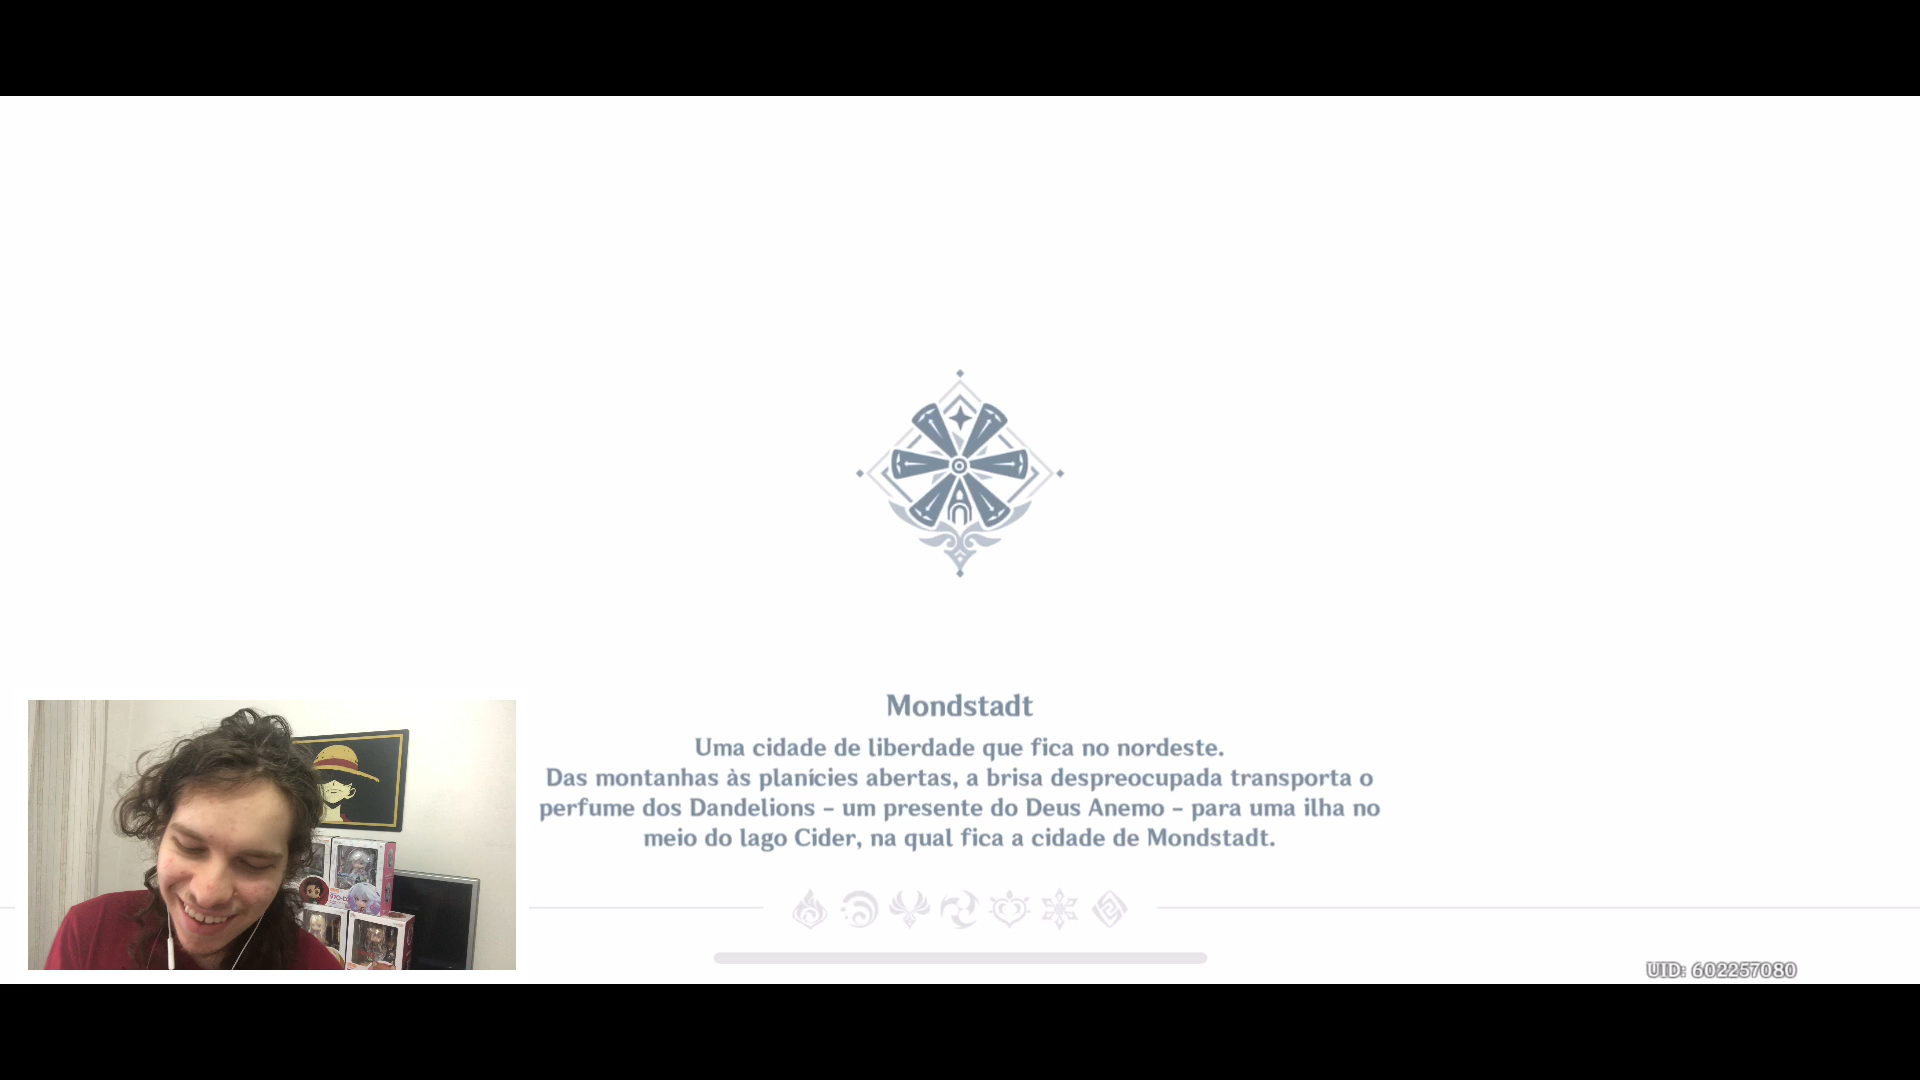 Mondstadt
Uma cidade de liberdade que fica no nordeste.
Das montanhas às planícies abertas, a brisa despreocupada transporta o
perfume dos Dandelions – um presente do Deus Anemo – para uma ilha no
meio do lago Cider, na qual fica a cidade de Mondstadt.
UID: 602257080